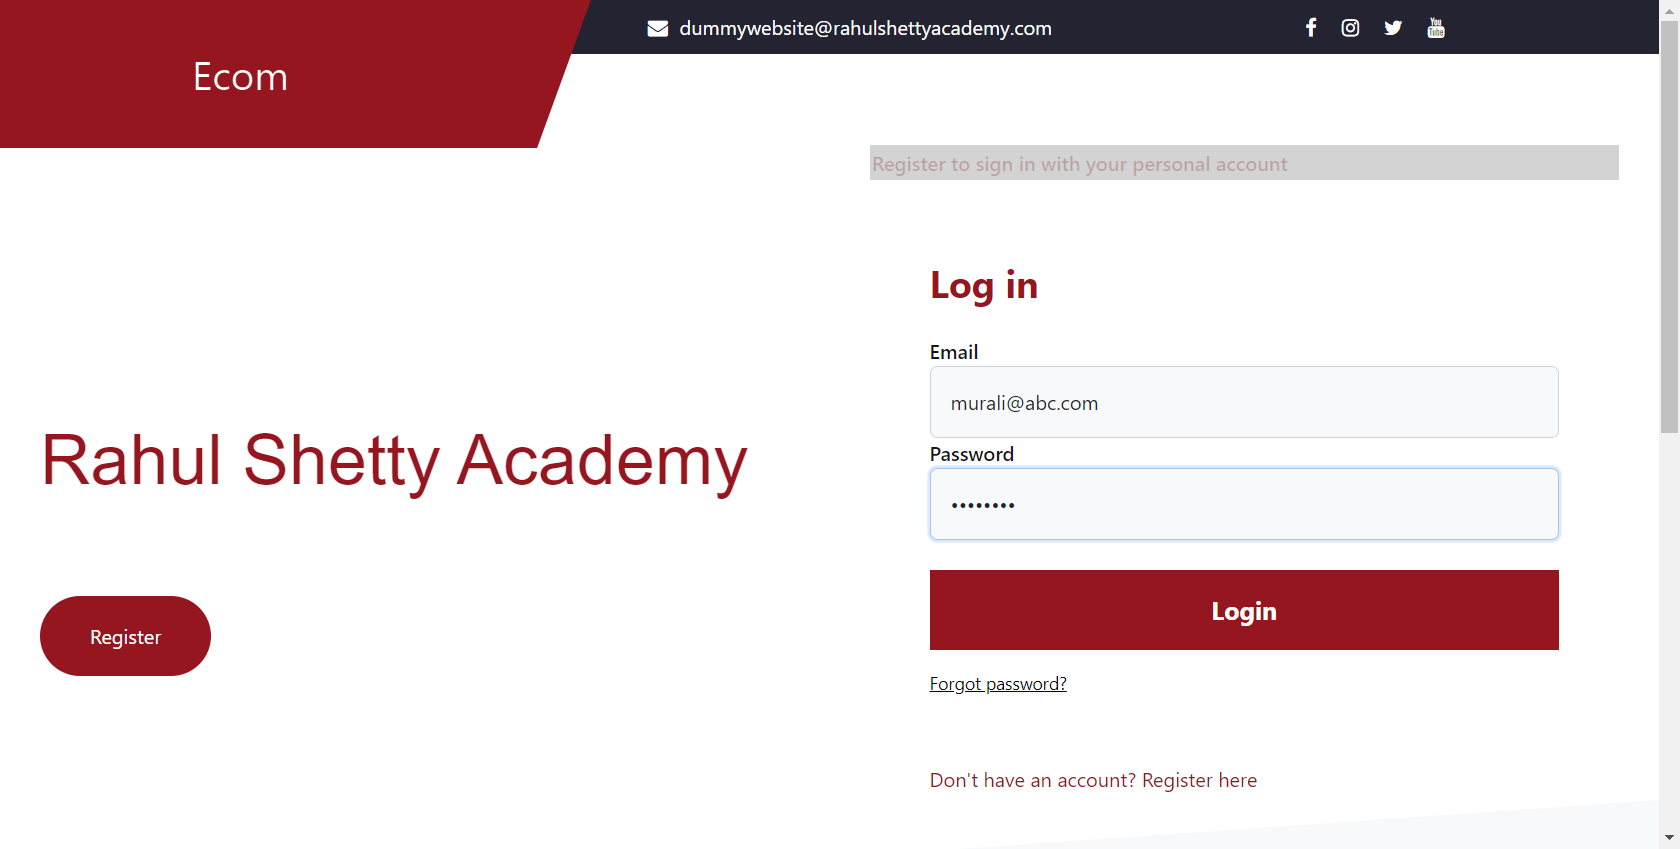 Ecom
dummywebsite@rahulshettyacademy.com
Register to sign in with your personal account
Rahul Shetty Academy
Register
Log in
Email
murali@abc.com
Password
••••••••
Login
Forgot password?
Don't have an account? Register here